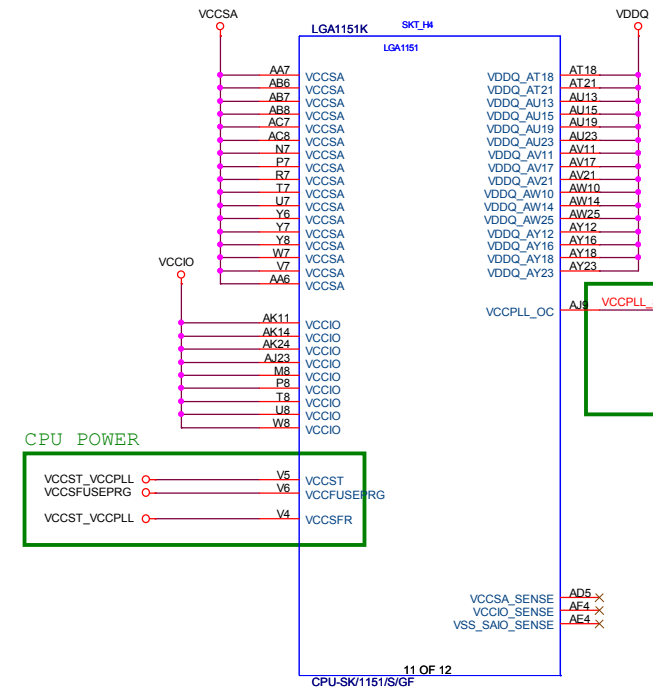 VCCSA
VDDQ
LGA1151K
SKT_H4
LGA1151
AA7 VCCSA
AB6 VCCSA
AB7 VCCSA
AB8 VCCSA
AC7 VCCSA
AC8 VCCSA
N7 VCCSA
P7 VCCSA
R7 VCCSA
T7 VCCSA
U7 VCCSA
Y6 VCCSA
Y7 VCCSA
Y8 VCCSA
W7 VCCSA
V7 VCCSA
AA6 VCCSA
VDDQ_AT18 AT18
VDDQ_AT21 AT21
VDDQ_AU13 AU13
VDDQ_AU15 AU15
VDDQ_AU19 AU19
VDDQ_AU23 AU23
VDDQ_AV11 AV11
VDDQ_AV17 AV17
VDDQ_AV21 AV21
VDDQ_AW10 AW10
VDDQ_AW14 AW14
VDDQ_AW25 AW25
VDDQ_AY12 AY12
VDDQ_AY16 AY16
VDDQ_AY18 AY18
VDDQ_AY23 AY23
VCCIO
VCCPLL_OC AJ9 VCCPLL_
AK11 VCCIO
AK14 VCCIO
AK24 VCCIO
AJ23 VCCIO
M8 VCCIO
P8 VCCIO
T8 VCCIO
U8 VCCIO
W8 VCCIO
CPU POWER
VCCST_VCCPLL V5 VCCST
VCCSFUSEPRG V6 VCCFUSEPRG
VCCST_VCCPLL V4 VCCSFR
VCCSA_SENSE AD5
VCCIO_SENSE AF4
VSS_SAIO_SENSE AE4
11 OF 12
CPU-SK/1151/S/GF